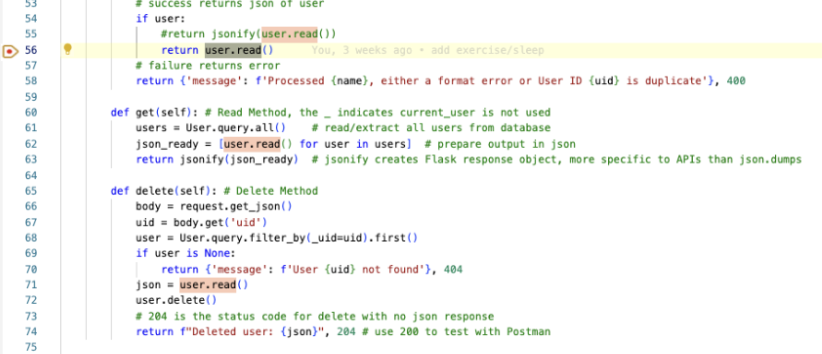 53 # success returns json of user
54 if user:
55 #return jsonify(user.read())
56 return user.read() You, 3 weeks ago • add exercise/sleep
57 # failure returns error
58 return {'message': f'Processed {name}, either a format error or User ID {uid} is duplicate'}, 400
59
60 def get(self): # Read Method, the _ indicates current_user is not used
61 users = User.query.all() # read/extract all users from database
62 json_ready = [user.read() for user in users] # prepare output in json
63 return jsonify(json_ready) # jsonify creates Flask response object, more specific to APIs than json.dumps
64
65 def delete(self): # Delete Method
66 body = request.get_json()
67 uid = body.get('uid')
68 user = User.query.filter_by(_uid=uid).first()
69 if user is None:
70 return {'message': f'User {uid} not found'}, 404
71 json = user.read()
72 user.delete()
73 # 204 is the status code for delete with no json response
74 return f"Deleted user: {json}", 204 # use 200 to test with Postman
75